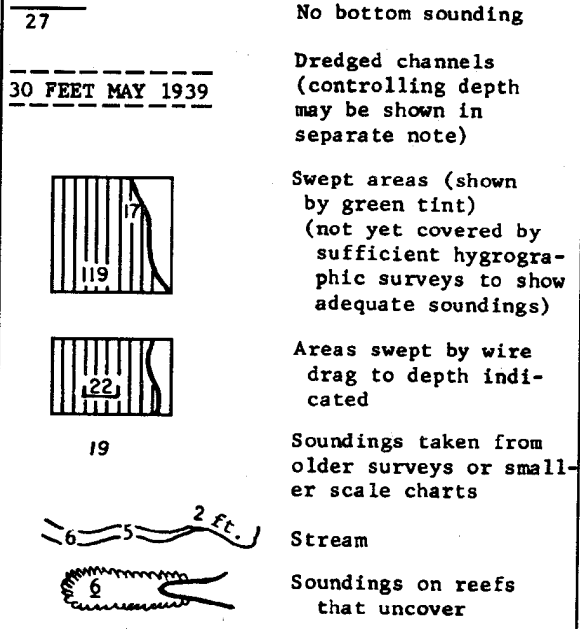 27
No bottom sounding
30 FEET MAY 1939
Dredged channels
(controlling depth
may be shown in
separate note)
17
119
Swept areas (shown
by green tint)
(not yet covered by
sufficient hygrogra-
phic surveys to show
adequate soundings)
22
Areas swept by wire
drag to depth indi-
cated
19
Soundings taken from
older surveys or small-
er scale charts
6 5 2 ft.
Stream
6
Soundings on reefs
that uncover